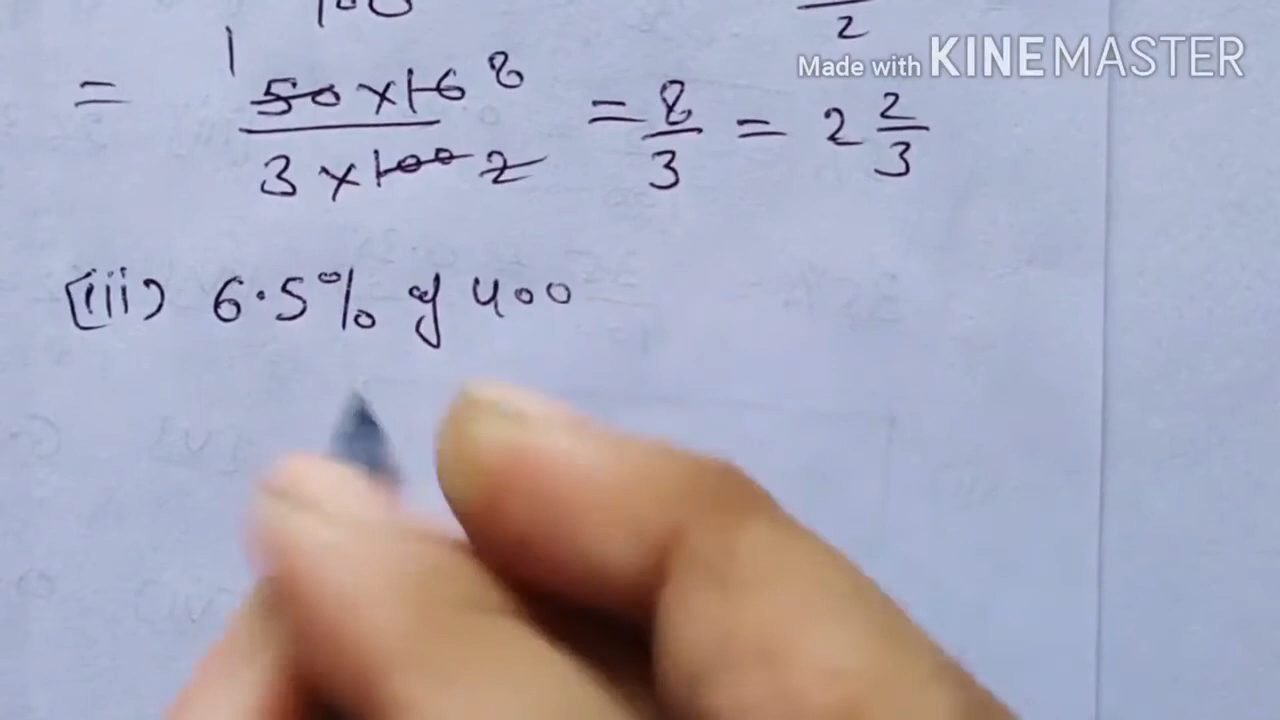 100
2
Made with KINEMASTER
1
= 50 × 16 8 / 3 × 100 2 = 8/3 = 2 2/3
(iii) 6.5% of 400